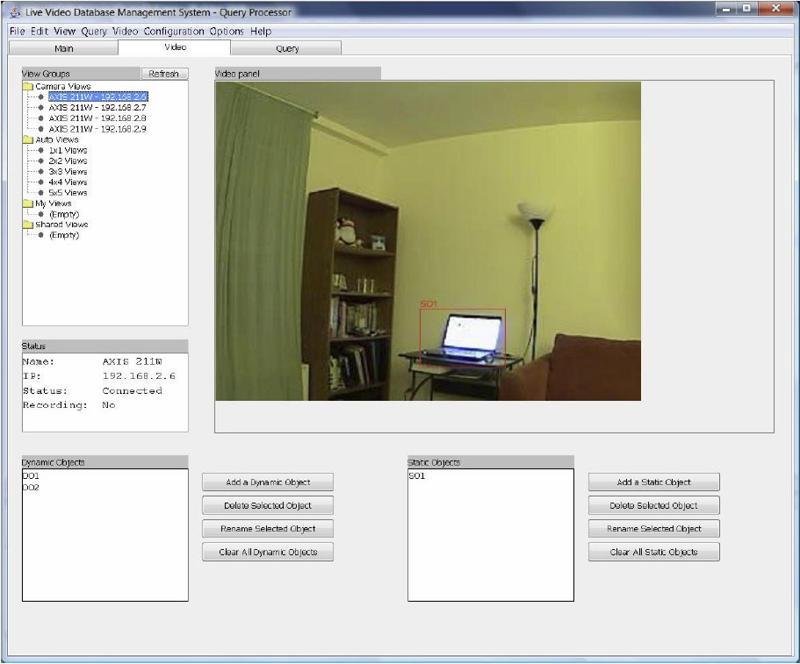 Live Video Database Management System - Query Processor
File Edit View Query Video Configuration Options Help
Main Video Query
View Groups Refresh
Camera Views
AXIS 211W - 192.168.2.6
AXIS 211W - 192.168.2.7
AXIS 211W - 192.168.2.8
AXIS 211W - 192.168.2.9
Auto Views
1x1 Views
2x2 Views
3x3 Views
4x4 Views
5x5 Views
My Views
(Empty)
Shared Views
(Empty)
Video panel
SO1
Status
Name: AXIS 211W
IP: 192.168.2.6
Status: Connected
Recording: No
Dynamic Objects
DO1
DO2
Add a Dynamic Object
Delete Selected Object
Rename Selected Object
Clear All Dynamic Objects
Static Objects
SO1
Add a Static Object
Delete Selected Object
Rename Selected Object
Clear All Static Objects